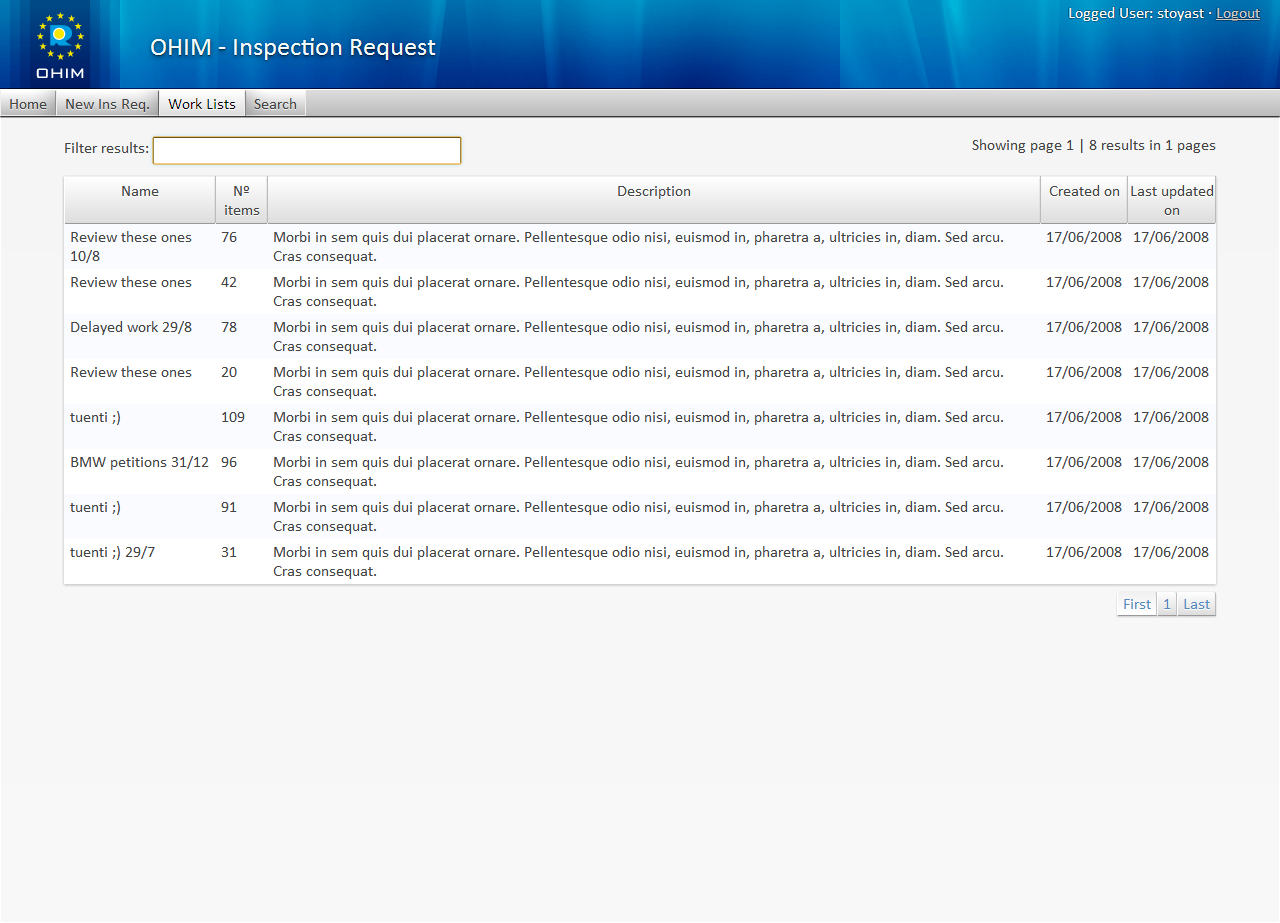 Logged User: stoyast · Logout
R
OHIM
OHIM - Inspection Request
Home New Ins Req. Work Lists Search
Filter results:
Showing page 1 | 8 results in 1 pages
Name Nº items Description Created on Last updated on
Review these ones 10/8 76 Morbi in sem quis dui placerat ornare. Pellentesque odio nisi, euismod in, pharetra a, ultricies in, diam. Sed arcu. 17/06/2008 17/06/2008
Cras consequat.
Review these ones 42 Morbi in sem quis dui placerat ornare. Pellentesque odio nisi, euismod in, pharetra a, ultricies in, diam. Sed arcu. 17/06/2008 17/06/2008
Cras consequat.
Delayed work 29/8 78 Morbi in sem quis dui placerat ornare. Pellentesque odio nisi, euismod in, pharetra a, ultricies in, diam. Sed arcu. 17/06/2008 17/06/2008
Cras consequat.
Review these ones 20 Morbi in sem quis dui placerat ornare. Pellentesque odio nisi, euismod in, pharetra a, ultricies in, diam. Sed arcu. 17/06/2008 17/06/2008
Cras consequat.
tuenti ;) 109 Morbi in sem quis dui placerat ornare. Pellentesque odio nisi, euismod in, pharetra a, ultricies in, diam. Sed arcu. 17/06/2008 17/06/2008
Cras consequat.
BMW petitions 31/12 96 Morbi in sem quis dui placerat ornare. Pellentesque odio nisi, euismod in, pharetra a, ultricies in, diam. Sed arcu. 17/06/2008 17/06/2008
Cras consequat.
tuenti ;) 91 Morbi in sem quis dui placerat ornare. Pellentesque odio nisi, euismod in, pharetra a, ultricies in, diam. Sed arcu. 17/06/2008 17/06/2008
Cras consequat.
tuenti ;) 29/7 31 Morbi in sem quis dui placerat ornare. Pellentesque odio nisi, euismod in, pharetra a, ultricies in, diam. Sed arcu. 17/06/2008 17/06/2008
Cras consequat.
First 1 Last